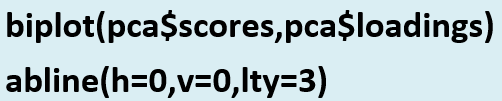 biplot(pca$scores,pca$loadings)
abline(h=0,v=0,lty=3)